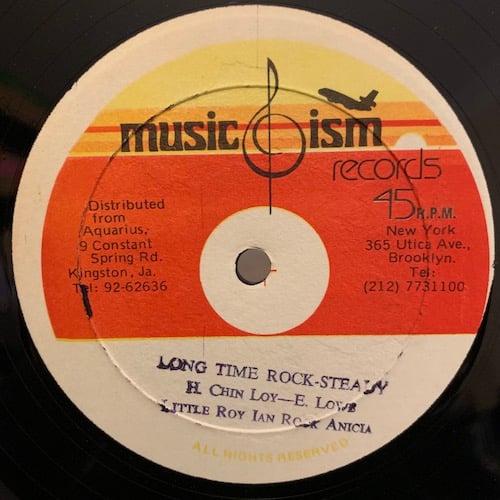 music ism
records
45 R.P.M.
Distributed
from
Aquarius,
9 Constant
Spring Rd.
Kingston, Ja.
Tel: 92-62636
New York
365 Utica Ave.,
Brooklyn.
Tel:
(212) 7731100
LONG TIME ROCK-STEADY
H. CHIN LOY—E. LOWE
LITTLE ROY IAN ROCK ANICIA
ALL RIGHTS RESERVED